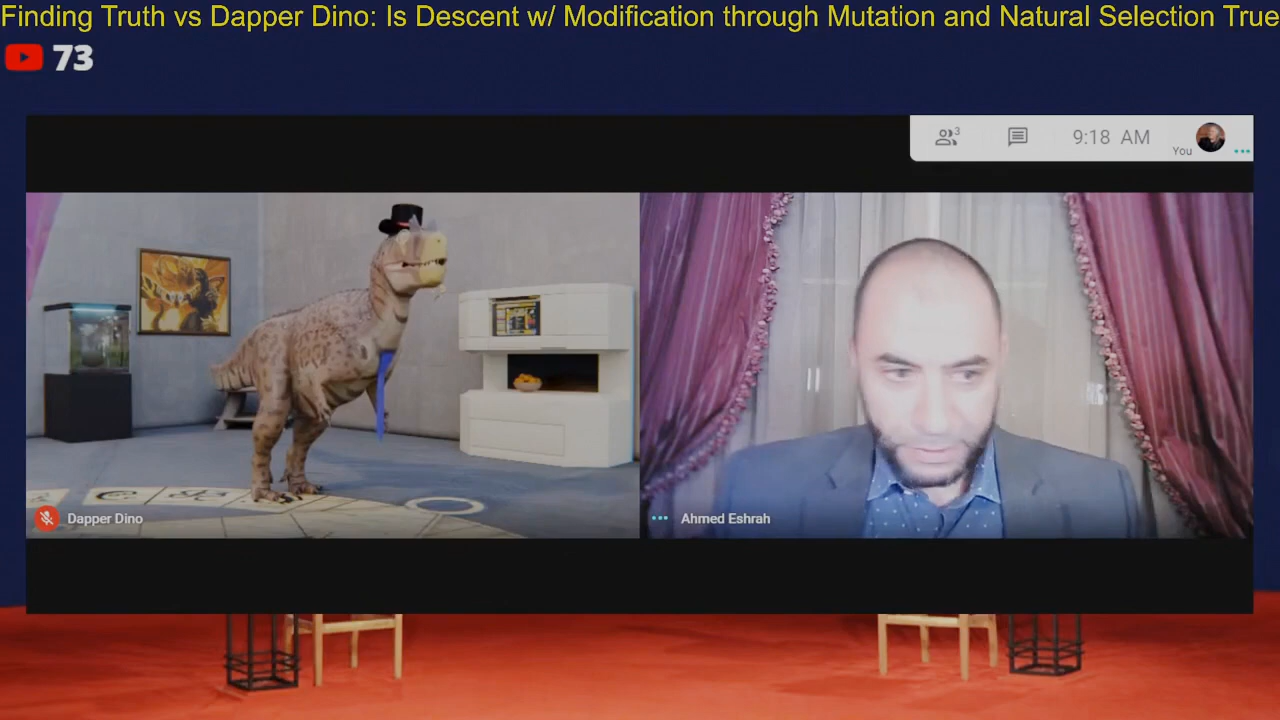 Finding Truth vs Dapper Dino: Is Descent w/ Modification through Mutation and Natural Selection True
73
3
9:18 AM
You
Dapper Dino
Ahmed Eshrah